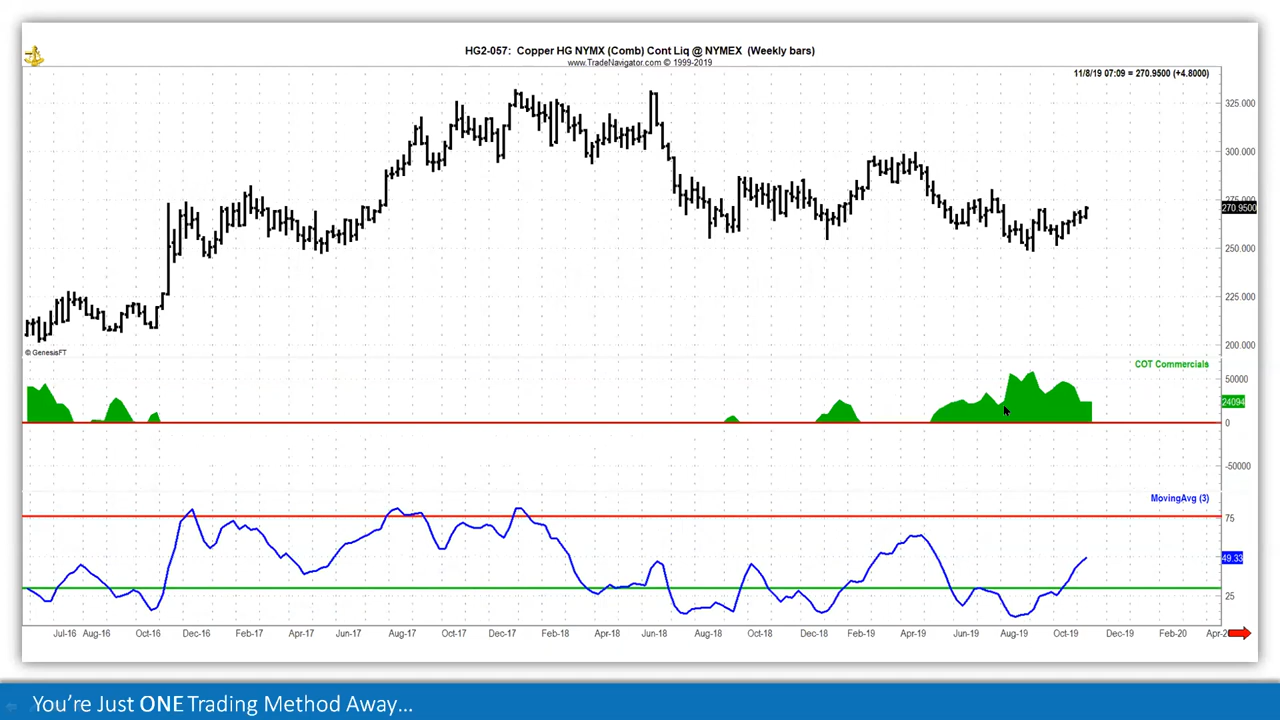 HG2-057: Copper HG NYMX (Comb) Cont Liq @ NYMEX (Weekly bars)
www.TradeNavigator.com © 1999-2019
11/8/19 07:09 = 270.9500 (+4.8000)
325.000
300.000
275.000
270.9500
250.000
225.000
200.000
© GenesisFT
COT Commercials
50000
24094
0
-50000
MovingAvg (3)
75
49.33
25
Jul-16 Aug-16 Oct-16 Dec-16 Feb-17 Apr-17 Jun-17 Aug-17 Oct-17 Dec-17 Feb-18 Apr-18 Jun-18 Aug-18 Oct-18 Dec-18 Feb-19 Apr-19 Jun-19 Aug-19 Oct-19 Dec-19 Feb-20 Apr-2
You're Just ONE Trading Method Away...